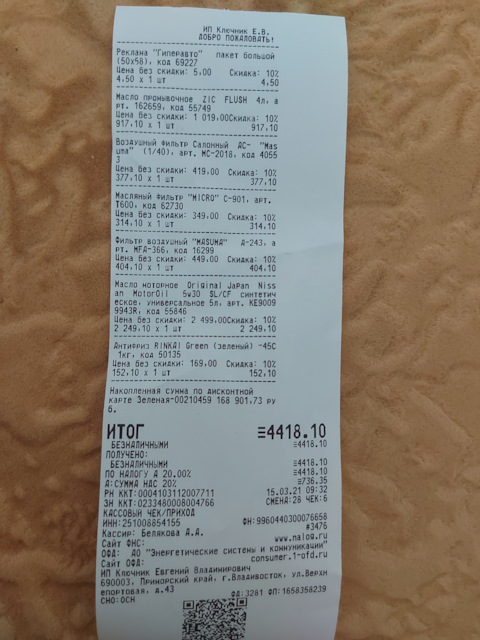 ИП Ключник Е.В.
ДОБРО ПОЖАЛОВАТЬ!
Реклана "Гиперавто" пакет большой
(50x58), код 69227
Цена без скидки: 5,00 Скидка: 10%
4,50 x 1 шт 4,50
Масло промывочное ZIC FLUSH 4л, а
рт. 162659, код 55749
Цена без скидки: 1 019,00Скидка: 10%
917,10 x 1 шт 917,10
Воздушный фильтр Салонный AC- "Mas
uma" (1/40), арт. MC-2018, код 4055
3
Цена без скидки: 419,00 Скидка: 10%
377,10 x 1 шт 377,10
Масляный Фильтр "MICRO" C-901, арт.
T600, код 62730
Цена без скидки: 349,00 Скидка: 10%
314,10 x 1 шт 314,10
Фильтр воздушный "MASUMA" A-243, а
рт. MFA-366, код 16299
Цена без скидки: 449,00 Скидка: 10%
404,10 x 1 шт 404,10
Масло моторное Original Japan Niss
an MotorOil 5w30 SL/CF синтетич
еское, универсальное 5л, арт. KE9009
9943R, код 55846
Цена без скидки: 2 499,00Скидка: 10%
2 249,10 x 1 шт 2 249,10
Антифриз RINKAI Green (зеленый) -45C
1кг, код 50135
Цена без скидки: 169,00 Скидка: 10%
152,10 x 1 шт 152,10
Накопленная сумма по дисконтной
карте Зеленая-00210459 168 901,73 ру
б.
ИТОГ =4418.10
БЕЗНАЛИЧНЫМИ =4418.10
ПОЛУЧЕНО:
БЕЗНАЛИЧНЫМИ =4418.10
ПО НАЛОГУ А 20.00% =4418.10
А:СУММА НДС 20% =736.35
РН ККТ:0004103112007711 15.03.21 09:32
ЗН ККТ:0233480008004766 СМЕНА:28 ЧЕК:6
КАССОВЫЙ ЧЕК/ПРИХОД
ИНН:251008854155 ФН:9960440300076658
Кассир: Белякова А.А. #3476
Сайт ФНС: www.nalog.ru
ОФД: АО "Энергетические системы и коммуникации"
Сайт ОФД: consumer.1-ofd.ru
ИП Ключник Евгений Владимирович
690003, Приморский край, г.Владивосток, ул.Верхн
епортовая, д.43
СНО:ОСН ФД:3281 ФП:1658358239